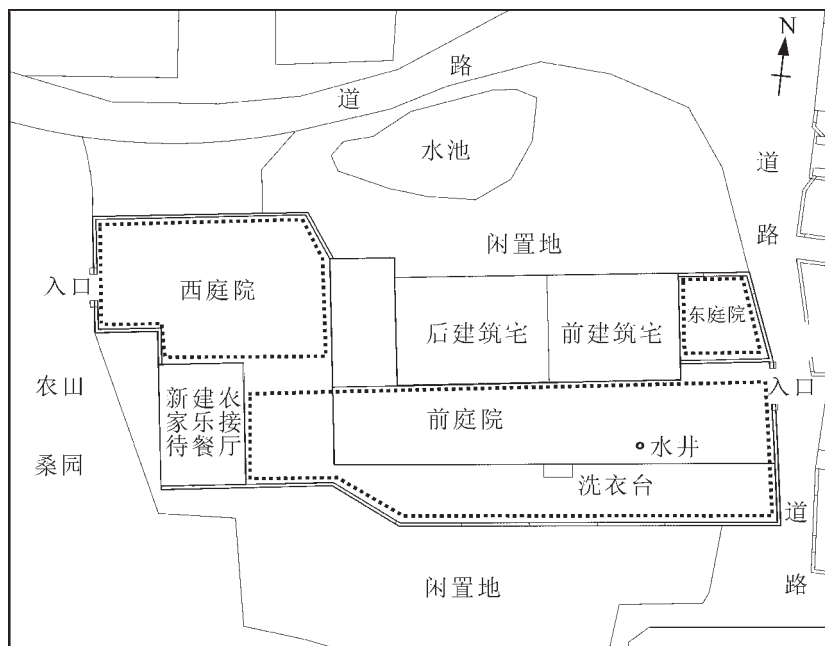 N
路
道
水池
道
路
闲置地
入口
西庭院
东庭院
后建筑宅
前建筑宅
农山
桑园
新建农
家乐接
待餐厅
前庭院
入口
水井
洗衣台
道
路
闲置地